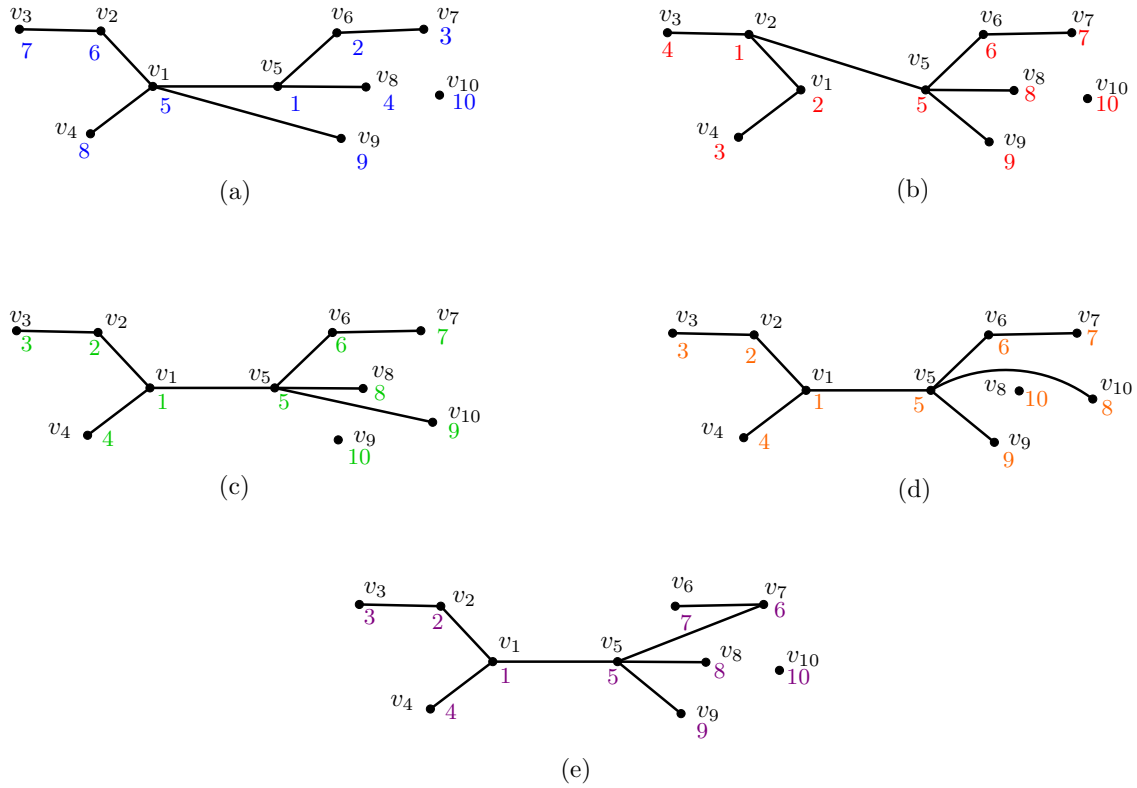 v3 v2 v6 v7
7 6 2 3
v1 v5 v8 v10
5 1 4 10
v4 v9
8 9
(a)
v3 v2 v6 v7
4 1 6 7
v1 v5 v8 v10
2 5 8 10
v4 v9
3 9
(b)
v3 v2 v6 v7
3 2 6 7
v1 v5 v8
1 5 8
v4 v9 v10
4 10 9
(c)
v3 v2 v6 v7
3 2 6 7
v1 v5 v8 v10
1 5 10 8
v4 v9
4 9
(d)
v3 v2 v6 v7
3 2 7 6
v1 v5 v8 v10
1 5 8 10
v4 v9
4 9
(e)